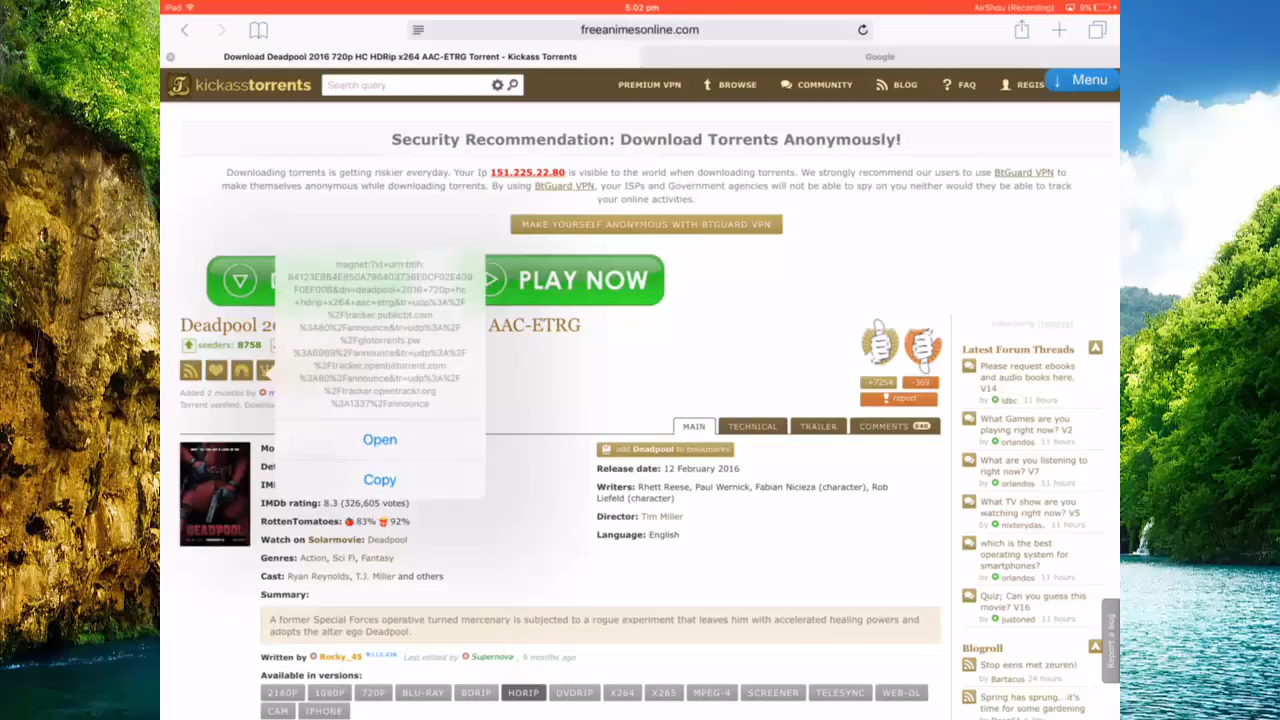 iPad
5:02 pm
AirShou (Recording)
9%
freeanimesonline.com
Download Deadpool 2016 720p HC HDRip x264 AAC-ETRG Torrent - Kickass Torrents
Google
kickasstorrents
Search query
PREMIUM VPN
t BROWSE
COMMUNITY
BLOG
? FAQ
REGIS
↓ Menu
Security Recommendation: Download Torrents Anonymously!
Downloading torrents is getting riskier everyday. Your Ip 151.225.22.80 is visible to the world when downloading torrents. We strongly recommend our users to use BtGuard VPN to
make themselves anonymous while downloading torrents. By using BtGuard VPN, your ISPs and Government agencies will not be able to spy on you neither would they be able to track
your online activities.
MAKE YOURSELF ANONYMOUS WITH BTGUARD VPN
magnet:?xt=urn:btih:
84123EBB4E850A796403736E0CF02E409
F0EF00B&dn=deadpool+2016+720p+hc
+hdrip+x264+aac+etrg&tr=udp%3A%2F
%2Ftracker.publicbt.com
%3A80%2Fannounce&tr=udp%3A%2F
%2Fglotorrents.pw
%3A6969%2Fannounce&tr=udp%3A%2F
%2Ftracker.openbittorrent.com
%3A80%2Fannounce&tr=udp%3A%2F
%2Ftracker.opentrackr.org
%3A1337%2Fannounce
Open
Copy
PLAY NOW
Deadpool 20
AAC-ETRG
seeders: 8758
Added 2 months by
Torrent verified. Downloa
+7254
-369
report
MAIN
TECHNICAL
TRAILER
COMMENTS
add Deadpool to bookmarks
Mo
Det
IM
IMDb rating: 8.3 (326,605 votes)
RottenTomatoes: 83% 92%
Watch on Solarmovie: Deadpool
Genres: Action, Sci Fi, Fantasy
Cast: Ryan Reynolds, T.J. Miller and others
Summary:
Release date: 12 February 2016
Writers: Rhett Reese, Paul Wernick, Fabian Nicieza (character), Rob
Liefeld (character)
Director: Tim Miller
Language: English
A former Special Forces operative turned mercenary is subjected to a rogue experiment that leaves him with accelerated healing powers and
adopts the alter ego Deadpool.
Written by Rocky_45
Last edited by Supernova , 9 months ago
Available in versions:
2160P
1080P
720P
BLU-RAY
BDRIP
HDRIP
DVDRIP
X264
X265
MPEG-4
SCREENER
TELESYNC
WEB-DL
CAM
IPHONE
DEADPOOL
Latest Forum Threads
Please request ebooks
and audio books here.
V14
by idbc 11 hours
What Games are you
playing right now? V2
by orlandos 11 hours
What are you listening to
right now? V7
by orlandos 11 hours
What TV show are you
watching right now? V5
by nixterydas. 11 hours
which is the best
operating system for
smartphones?
by orlandos 11 hours
Quiz; Can you guess this
movie? V16
by justoned 11 hours
Blogroll
Stop eens met zeuren!
by Bartacus 24 hours
Spring has sprung...it's
time for some gardening
Report a bug